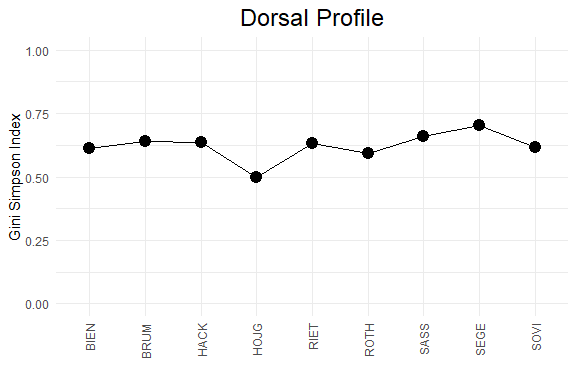 Dorsal Profile
Gini Simpson Index
1.00
0.75
0.50
0.25
0.00
BIEN
BRUM
HACK
HOJG
RIET
ROTH
SASS
SEGE
SOVI